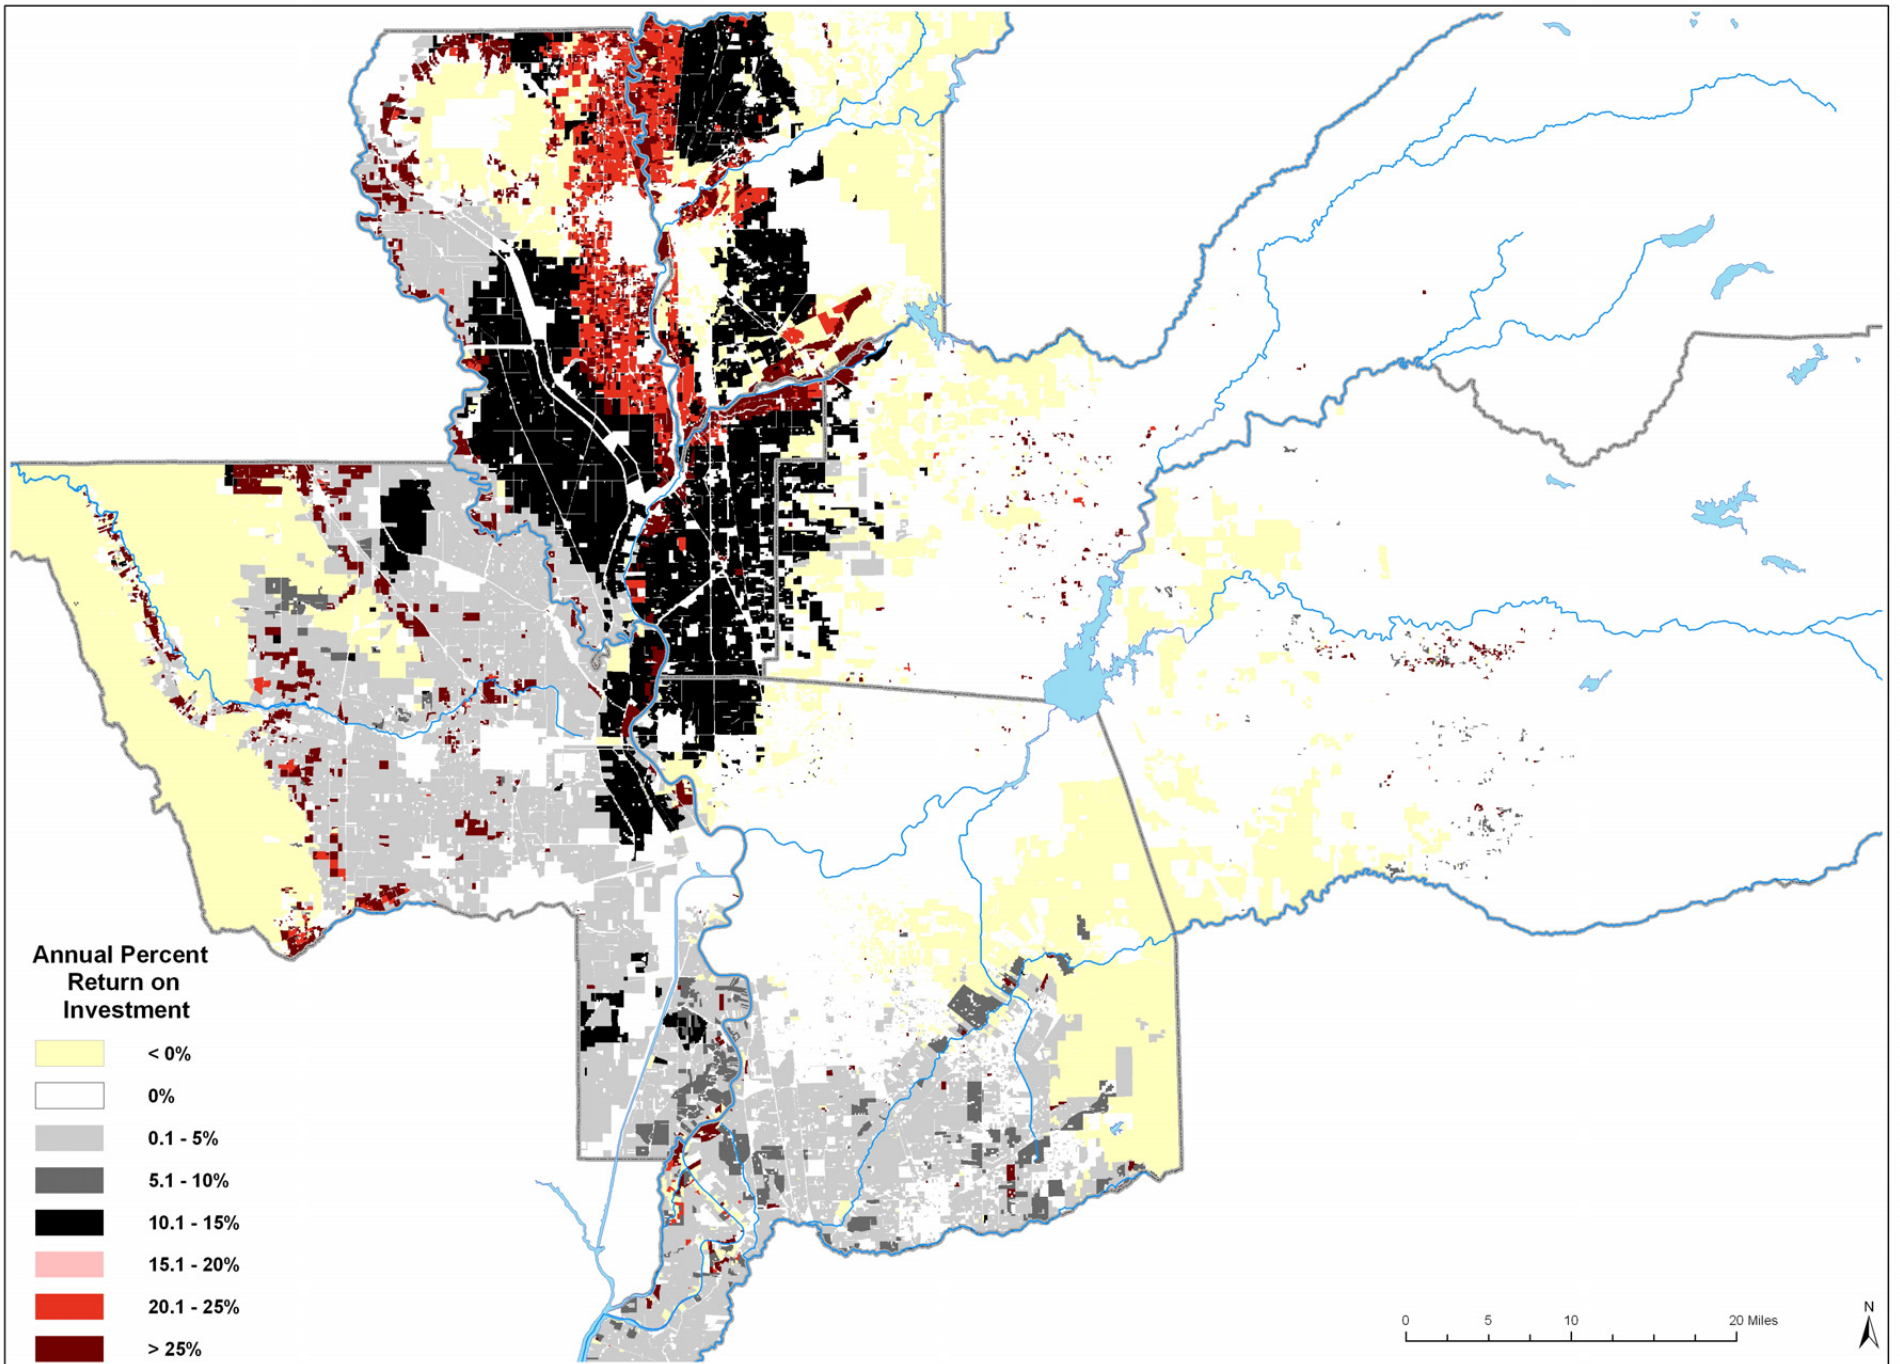 Annual Percent
Return on
Investment
< 0%
0%
0.1 - 5%
5.1 - 10%
10.1 - 15%
15.1 - 20%
20.1 - 25%
> 25%
0 5 10 20 Miles
N